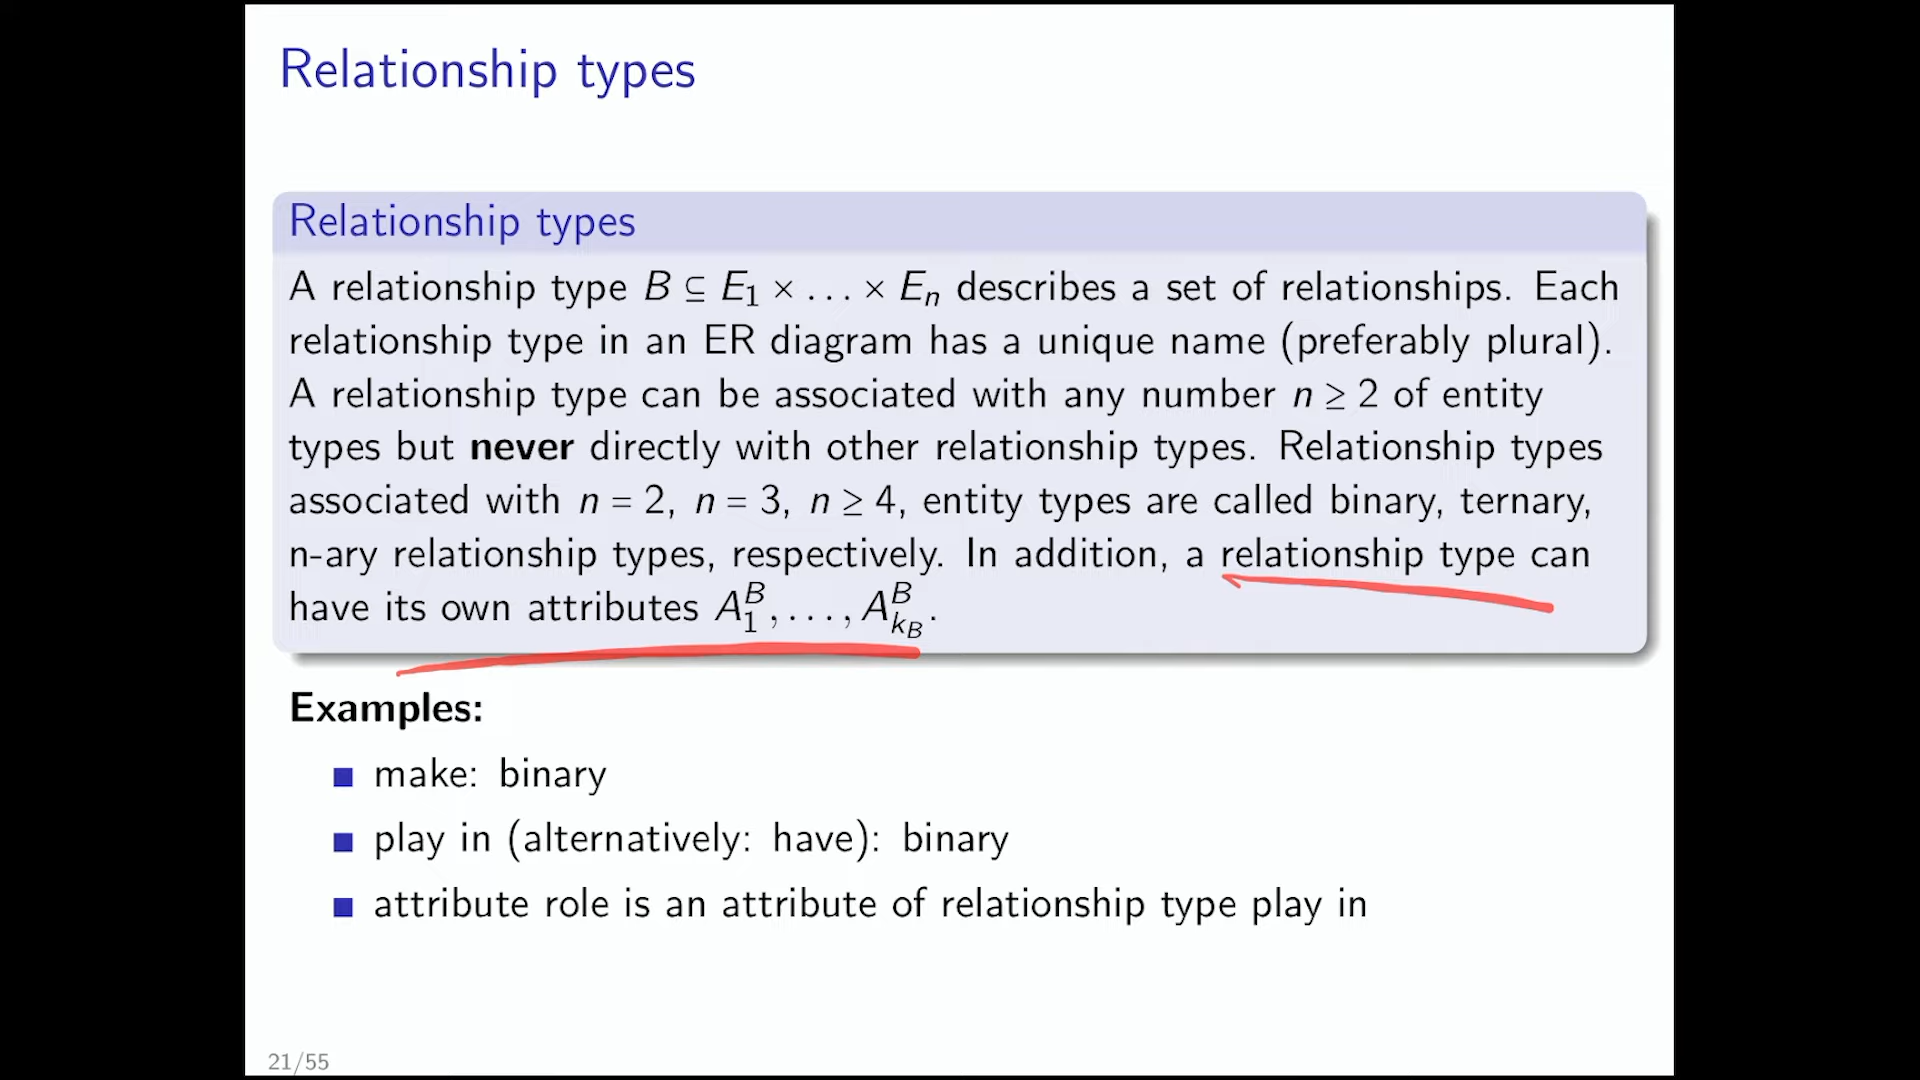 Relationship types
Relationship types
A relationship type B ⊆ E₁ × . . . × Eₙ describes a set of relationships. Each
relationship type in an ER diagram has a unique name (preferably plural).
A relationship type can be associated with any number n ≥ 2 of entity
types but never directly with other relationship types. Relationship types
associated with n = 2, n = 3, n ≥ 4, entity types are called binary, ternary,
n-ary relationship types, respectively. In addition, a relationship type can
have its own attributes A₁^B, . . . , A_{k_B}^B.
Examples:
■ make: binary
■ play in (alternatively: have): binary
■ attribute role is an attribute of relationship type play in
21/55